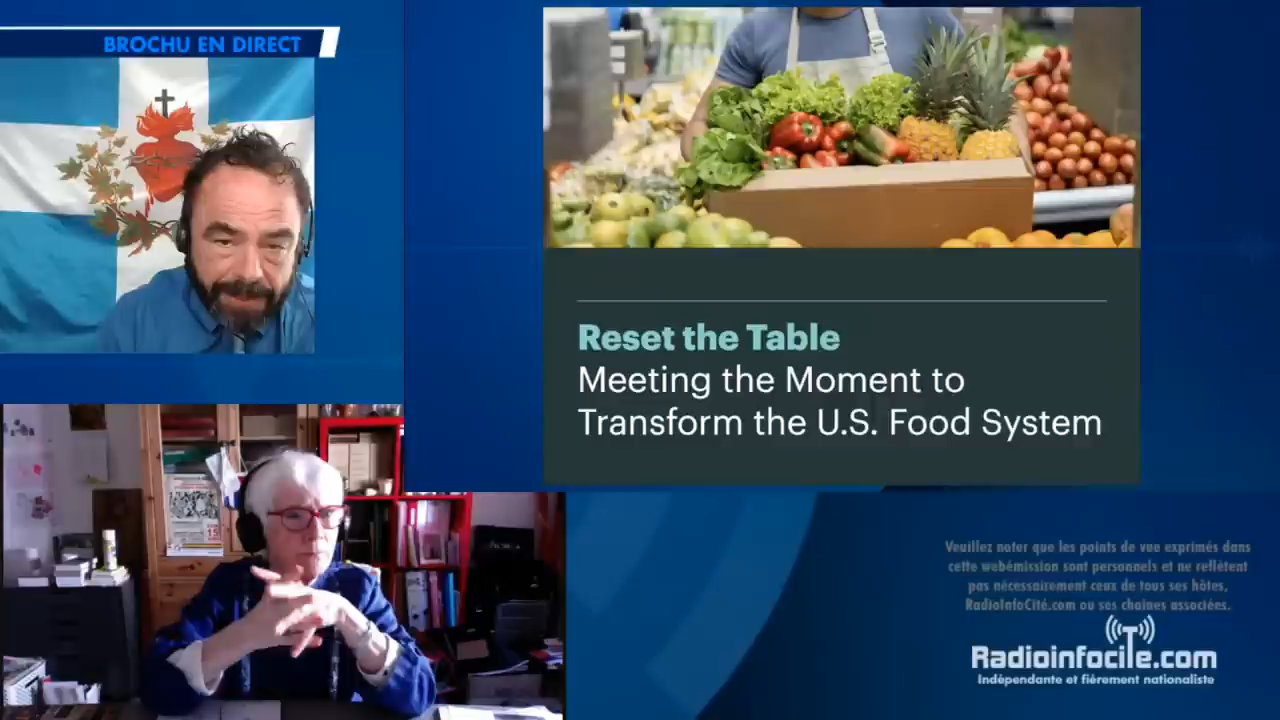 BROCHU EN DIRECT
Reset the Table
Meeting the Moment to
Transform the U.S. Food System
Veuillez noter que les points de vue exprimés dans
cette webémission sont personnels et ne reflètent
pas nécessairement ceux de tous ses hôtes,
RadioInfoCité.com ou ses chaines associées.
Radioinfocite.com
Indépendante et fièrement nationaliste